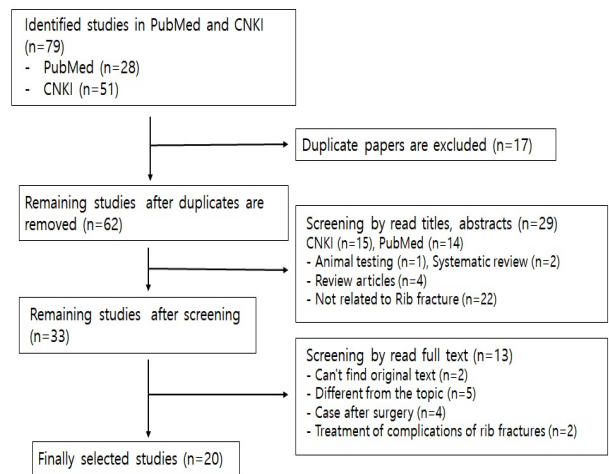 Identified studies in PubMed and CNKI
(n=79)
- PubMed (n=28)
- CNKI (n=51)
Duplicate papers are excluded (n=17)
Remaining studies after duplicates are
removed (n=62)
Screening by read titles, abstracts (n=29)
CNKI (n=15), PubMed (n=14)
- Animal testing (n=1), Systematic review (n=2)
- Review articles (n=4)
- Not related to Rib fracture (n=22)
Remaining studies after screening
(n=33)
Screening by read full text (n=13)
- Can't find original text (n=2)
- Different from the topic (n=5)
- Case after surgery (n=4)
- Treatment of complications of rib fractures (n=2)
Finally selected studies (n=20)